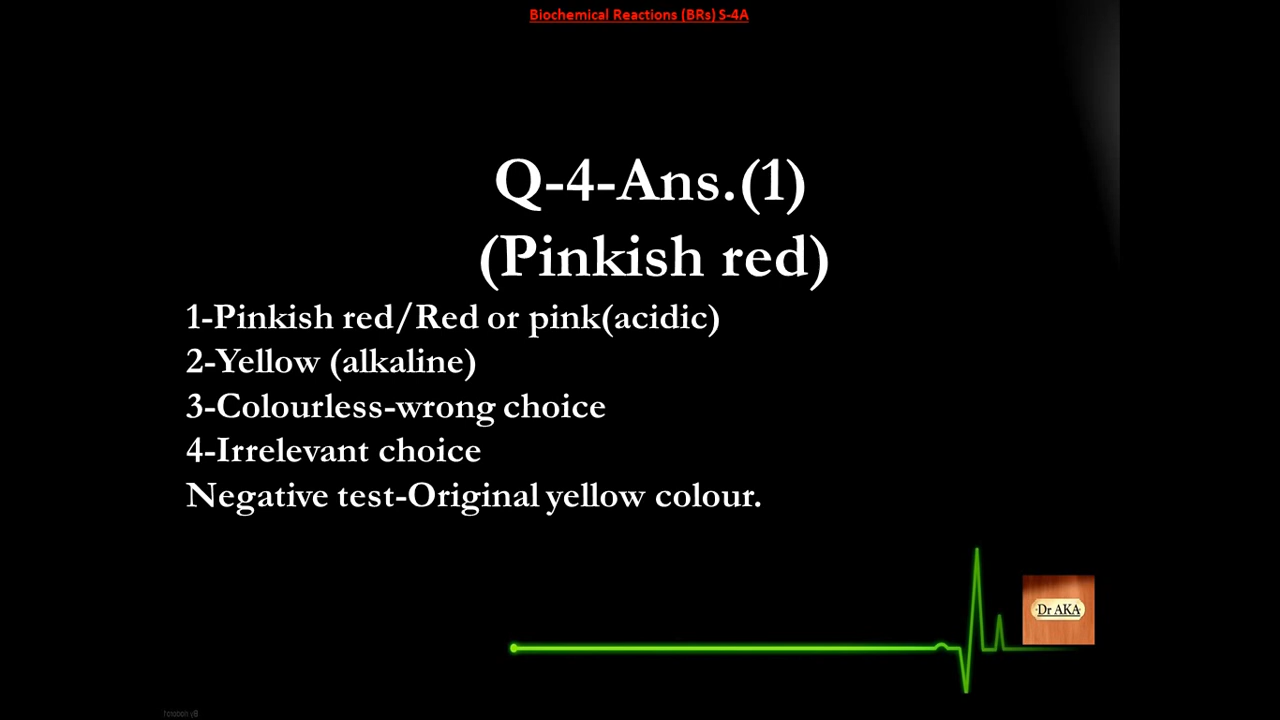 Biochemical Reactions (BRs) S-4A
Q-4-Ans.(1)
(Pinkish red)
1-Pinkish red/Red or pink(acidic)
2-Yellow (alkaline)
3-Colourless-wrong choice
4-Irrelevant choice
Negative test-Original yellow colour.
Dr AKA